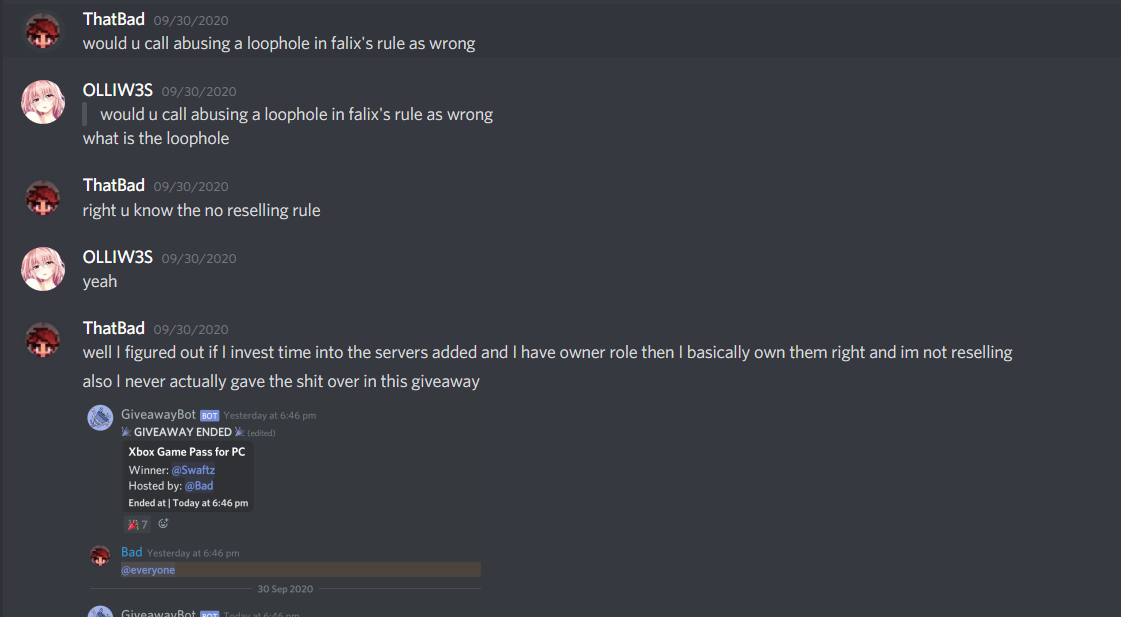 ThatBad 09/30/2020
would u call abusing a loophole in falix's rule as wrong
OLLIW3S 09/30/2020
would u call abusing a loophole in falix's rule as wrong
what is the loophole
ThatBad 09/30/2020
right u know the no reselling rule
OLLIW3S 09/30/2020
yeah
ThatBad 09/30/2020
well I figured out if I invest time into the servers added and I have owner role then I basically own them right and im not reselling
also I never actually gave the shit over in this giveaway
GiveawayBot BOT Yesterday at 6:46 pm
🎉 GIVEAWAY ENDED 🎉 (edited)
Xbox Game Pass for PC
Winner: @Swaftz
Hosted by: @Bad
Ended at | Today at 6:46 pm
🎉 7
Bad Yesterday at 6:46 pm
@everyone
30 Sep 2020
GiveawayBot BOT Today at 6:46 pm